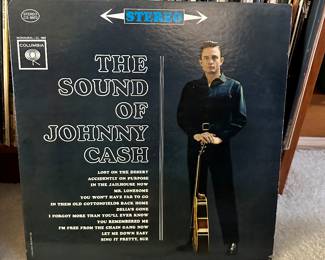 STEREO
COLUMBIA
THE
SOUND
OF
JOHNNY
CASH
LOST ON THE DESERT
ACCIDENTLY ON PURPOSE
IN THE JAILHOUSE NOW
MR. LONESOME
YOU WON'T HAVE FAR TO GO
IN THEM OLD COTTONFIELDS BACK HOME
DELIA'S GONE
I FORGOT MORE THAN YOU'LL EVER KNOW
YOU REMEMBERED ME
I'M FREE FROM THE CHAIN GANG NOW
LET ME DOWN EASY
SING IT PRETTY, SUE